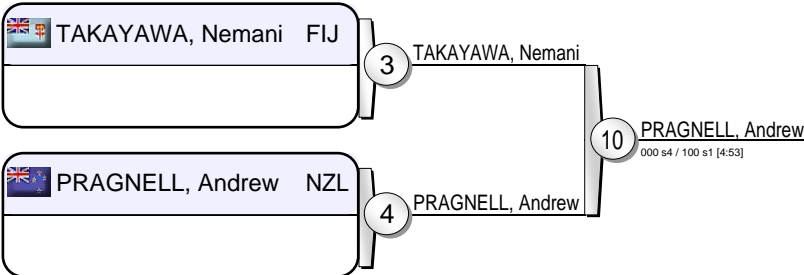 TAKAYAWA, Nemani FIJ
3
TAKAYAWA, Nemani
10
PRAGNELL, Andrew
000 s4 / 100 s1 [4:53]
PRAGNELL, Andrew NZL
4
PRAGNELL, Andrew